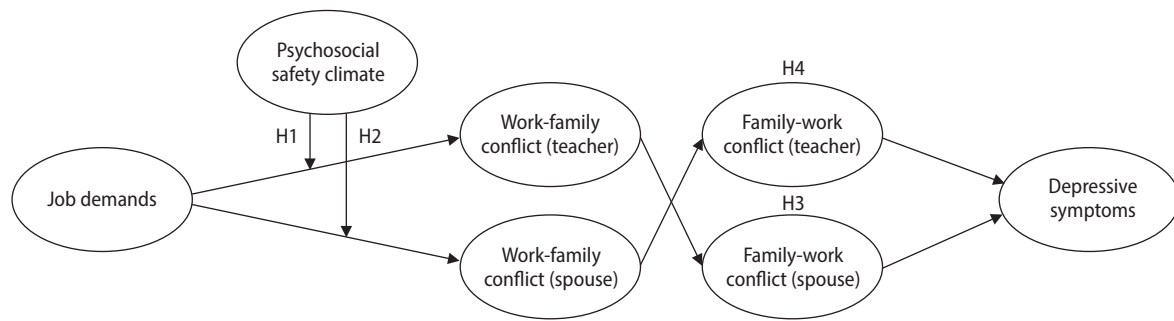 Psychosocial
safety climate
H1
H2
H4
Work-family
conflict (teacher)
Family-work
conflict (teacher)
Job demands
Depressive
symptoms
H3
Work-family
conflict (spouse)
Family-work
conflict (spouse)